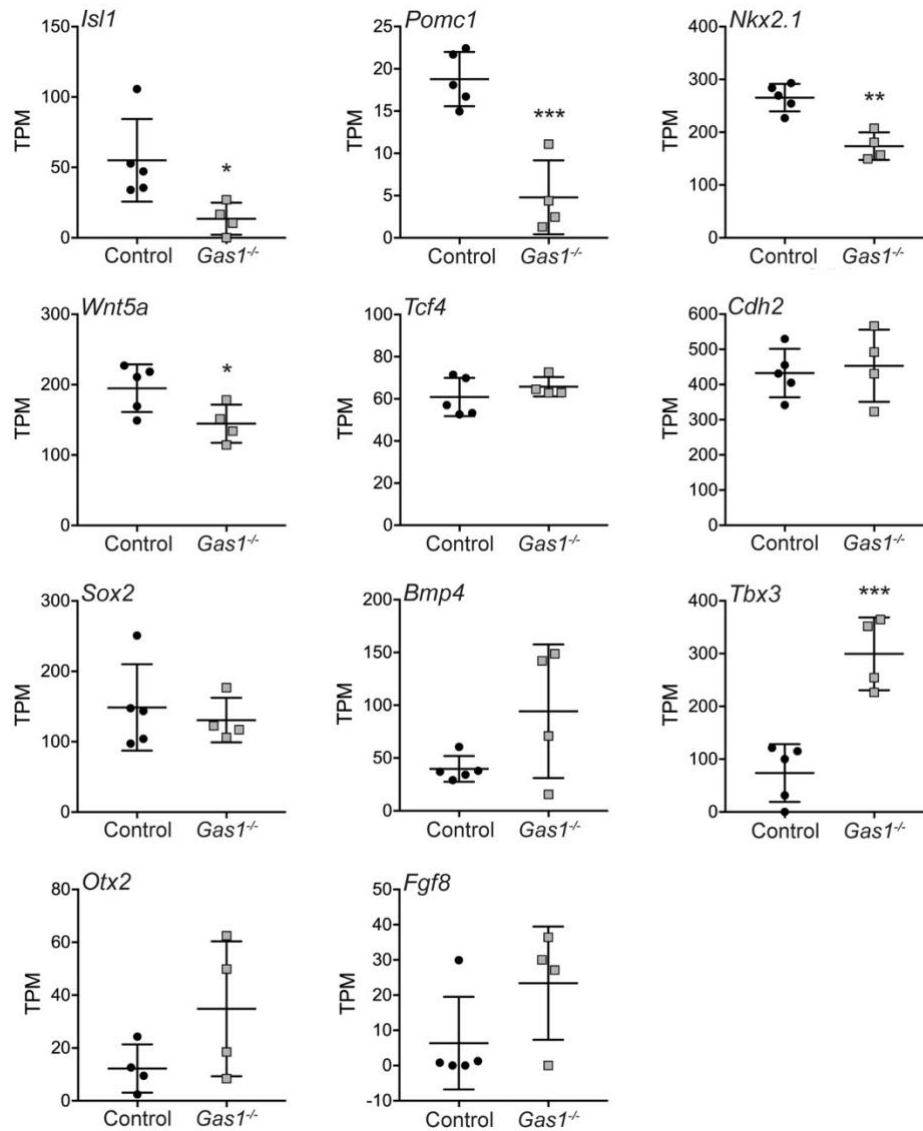 Isl1
150
100
50
0
TPM
*
Control Gas1-/-
Pomc1
25
20
15
10
5
0
TPM
***
Control Gas1-/-
Nkx2.1
400
300
200
100
0
TPM
**
Control Gas1-/-
Wnt5a
300
200
100
0
TPM
*
Control Gas1-/-
Tcf4
100
80
60
40
20
0
TPM
Control Gas1-/-
Cdh2
600
500
400
300
200
100
0
TPM
Control Gas1-/-
Sox2
300
200
100
0
TPM
Control Gas1-/-
Bmp4
200
150
100
50
0
TPM
Control Gas1-/-
Tbx3
400
300
200
100
0
TPM
***
Control Gas1-/-
Otx2
80
60
40
20
0
TPM
Control Gas1-/-
Fgf8
50
40
30
20
10
0
-10
TPM
Control Gas1-/-